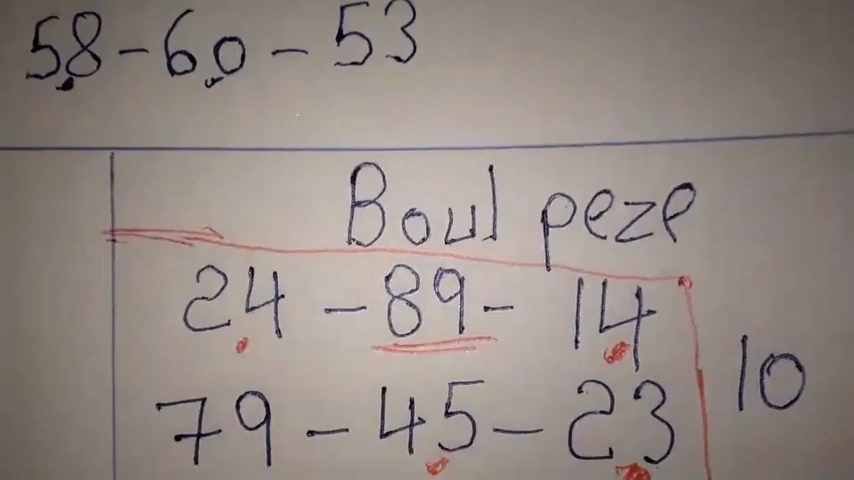 58 - 60 - 53
Boul peze
24 - 89 - 14
10
79 - 45 - 23